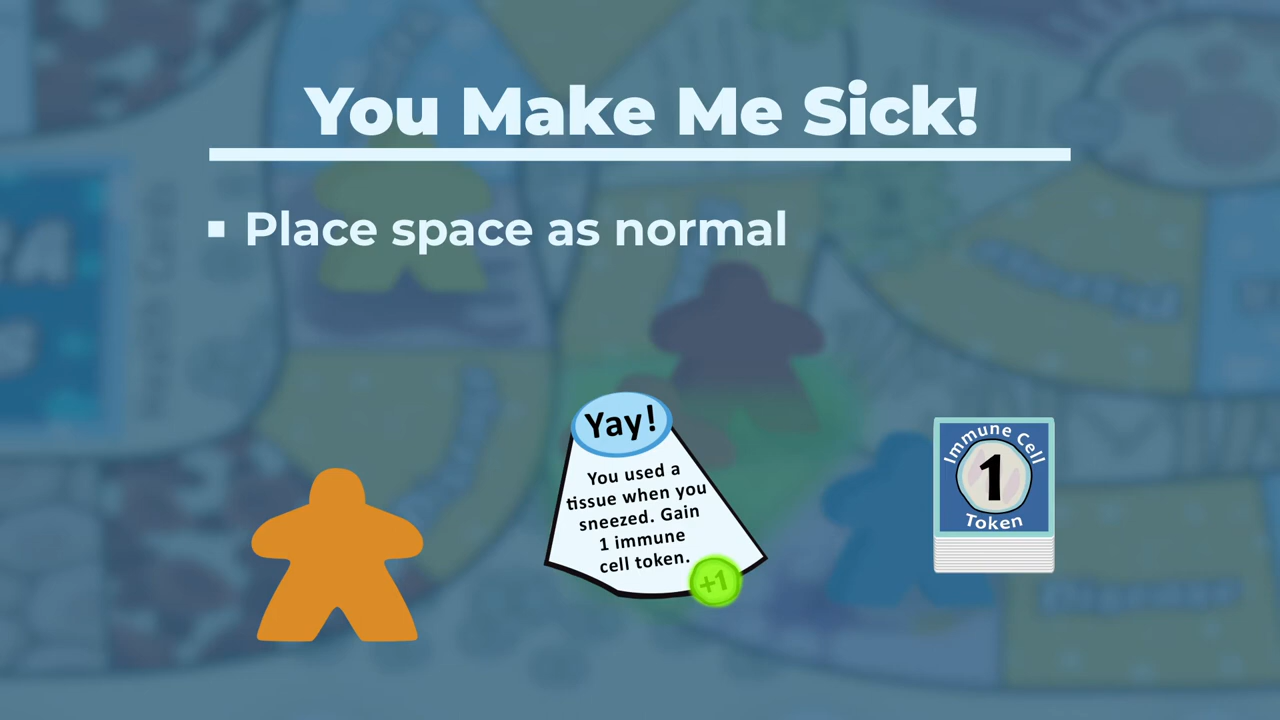 You Make Me Sick!
▪ Place space as normal
Yay!
You used a
tissue when you
sneezed. Gain
1 immune
cell token.
+1
Immune Cell
1
Token